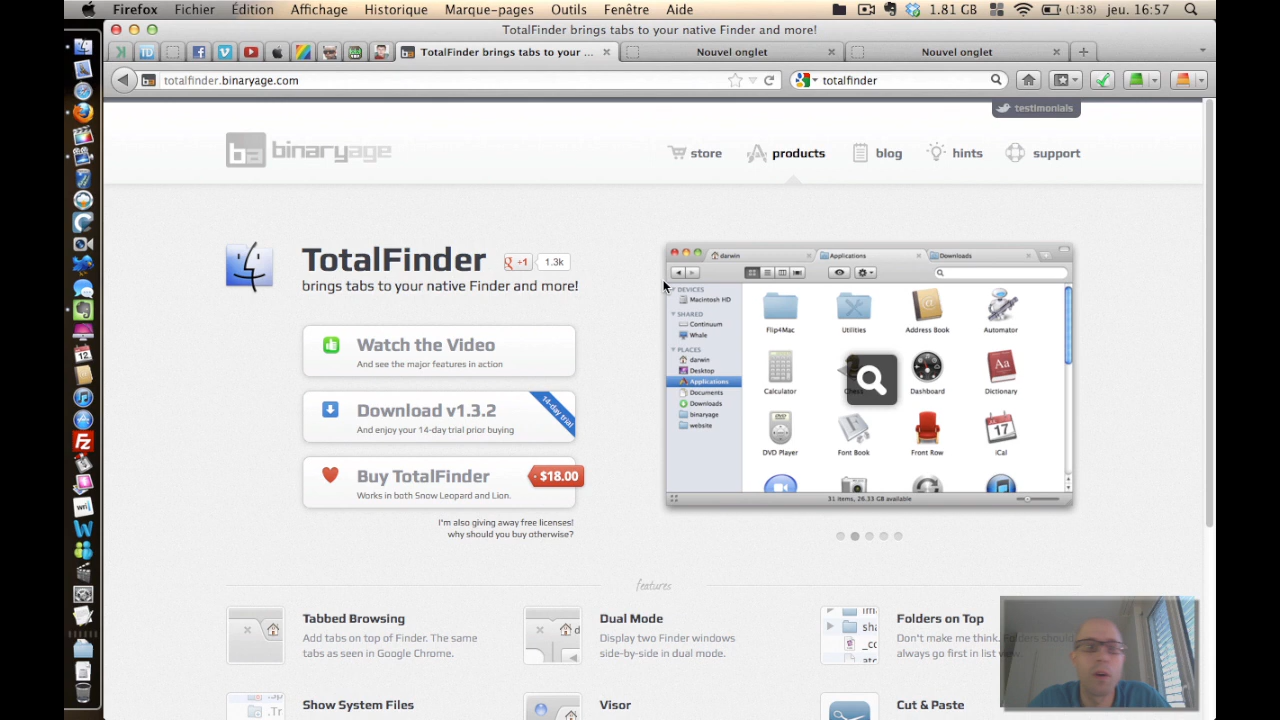 Firefox Fichier Édition Affichage Historique Marque-pages Outils Fenêtre Aide 1.81 GB (1:38) jeu. 16:57
TotalFinder brings tabs to your native Finder and more!
TotalFinder brings tabs to your ... Nouvel onglet Nouvel onglet
totalfinder.binaryage.com totalfinder
testimonials
binaryage store products blog hints support
TotalFinder +1 1.3k
brings tabs to your native Finder and more!
Watch the Video
And see the major features in action
Download v1.3.2 14-day trial
And enjoy your 14-day trial prior buying
Buy TotalFinder $18.00
Works in both Snow Leopard and Lion.
I'm also giving away free licenses!
why should you buy otherwise?
darwin Applications Downloads
DEVICES
Macintosh HD
SHARED
Continuum
Whale
PLACES
darwin
Desktop
Applications
Documents
Downloads
binaryage
website
Flip4Mac Utilities Address Book Automator
Calculator Chess Dashboard Dictionary
DVD Player Font Book Front Row iCal
17
31 items, 26.33 GB available
features
Tabbed Browsing
Add tabs on top of Finder. The same
tabs as seen in Google Chrome.
Dual Mode
Display two Finder windows
side-by-side in dual mode.
Folders on Top
Don't make me think. Folders should
always go first in list view.
Show System Files Visor Cut & Paste